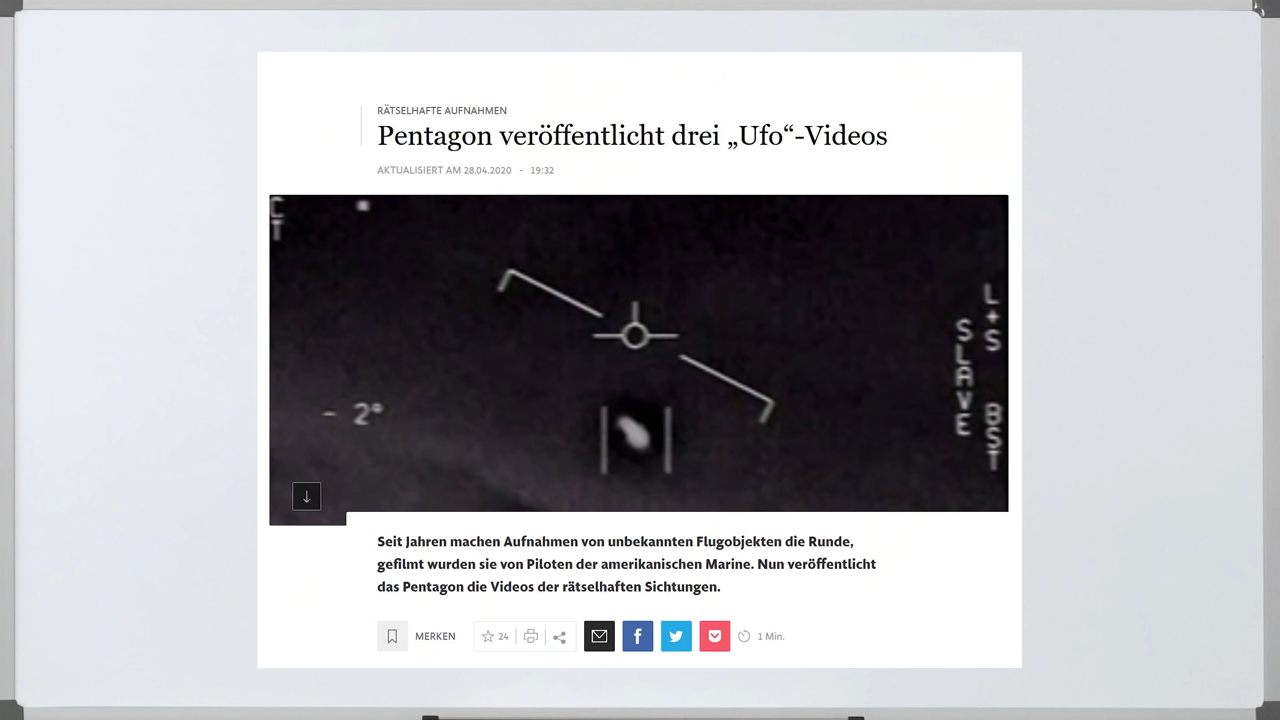 RÄTSELHAFTE AUFNAHMEN
Pentagon veröffentlicht drei „Ufo“-Videos
AKTUALISIERT AM 28.04.2020 - 19:32
CT
- 2°
L+S
SLAVE
BST
Seit Jahren machen Aufnahmen von unbekannten Flugobjekten die Runde,
gefilmt wurden sie von Piloten der amerikanischen Marine. Nun veröffentlicht
das Pentagon die Videos der rätselhaften Sichtungen.
MERKEN
24
1 Min.